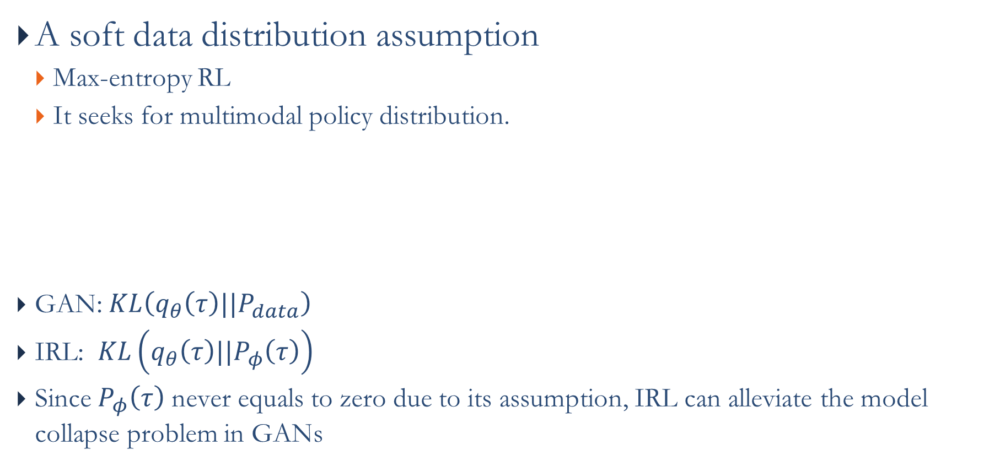 A soft data distribution assumption
Max-entropy RL
It seeks for multimodal policy distribution.
GAN: $KL(q_\theta(\tau)||P_{data})$
IRL: $KL\left(q_\theta(\tau)||P_\phi(\tau)\right)$
Since $P_\phi(\tau)$ never equals to zero due to its assumption, IRL can alleviate the model
collapse problem in GANs